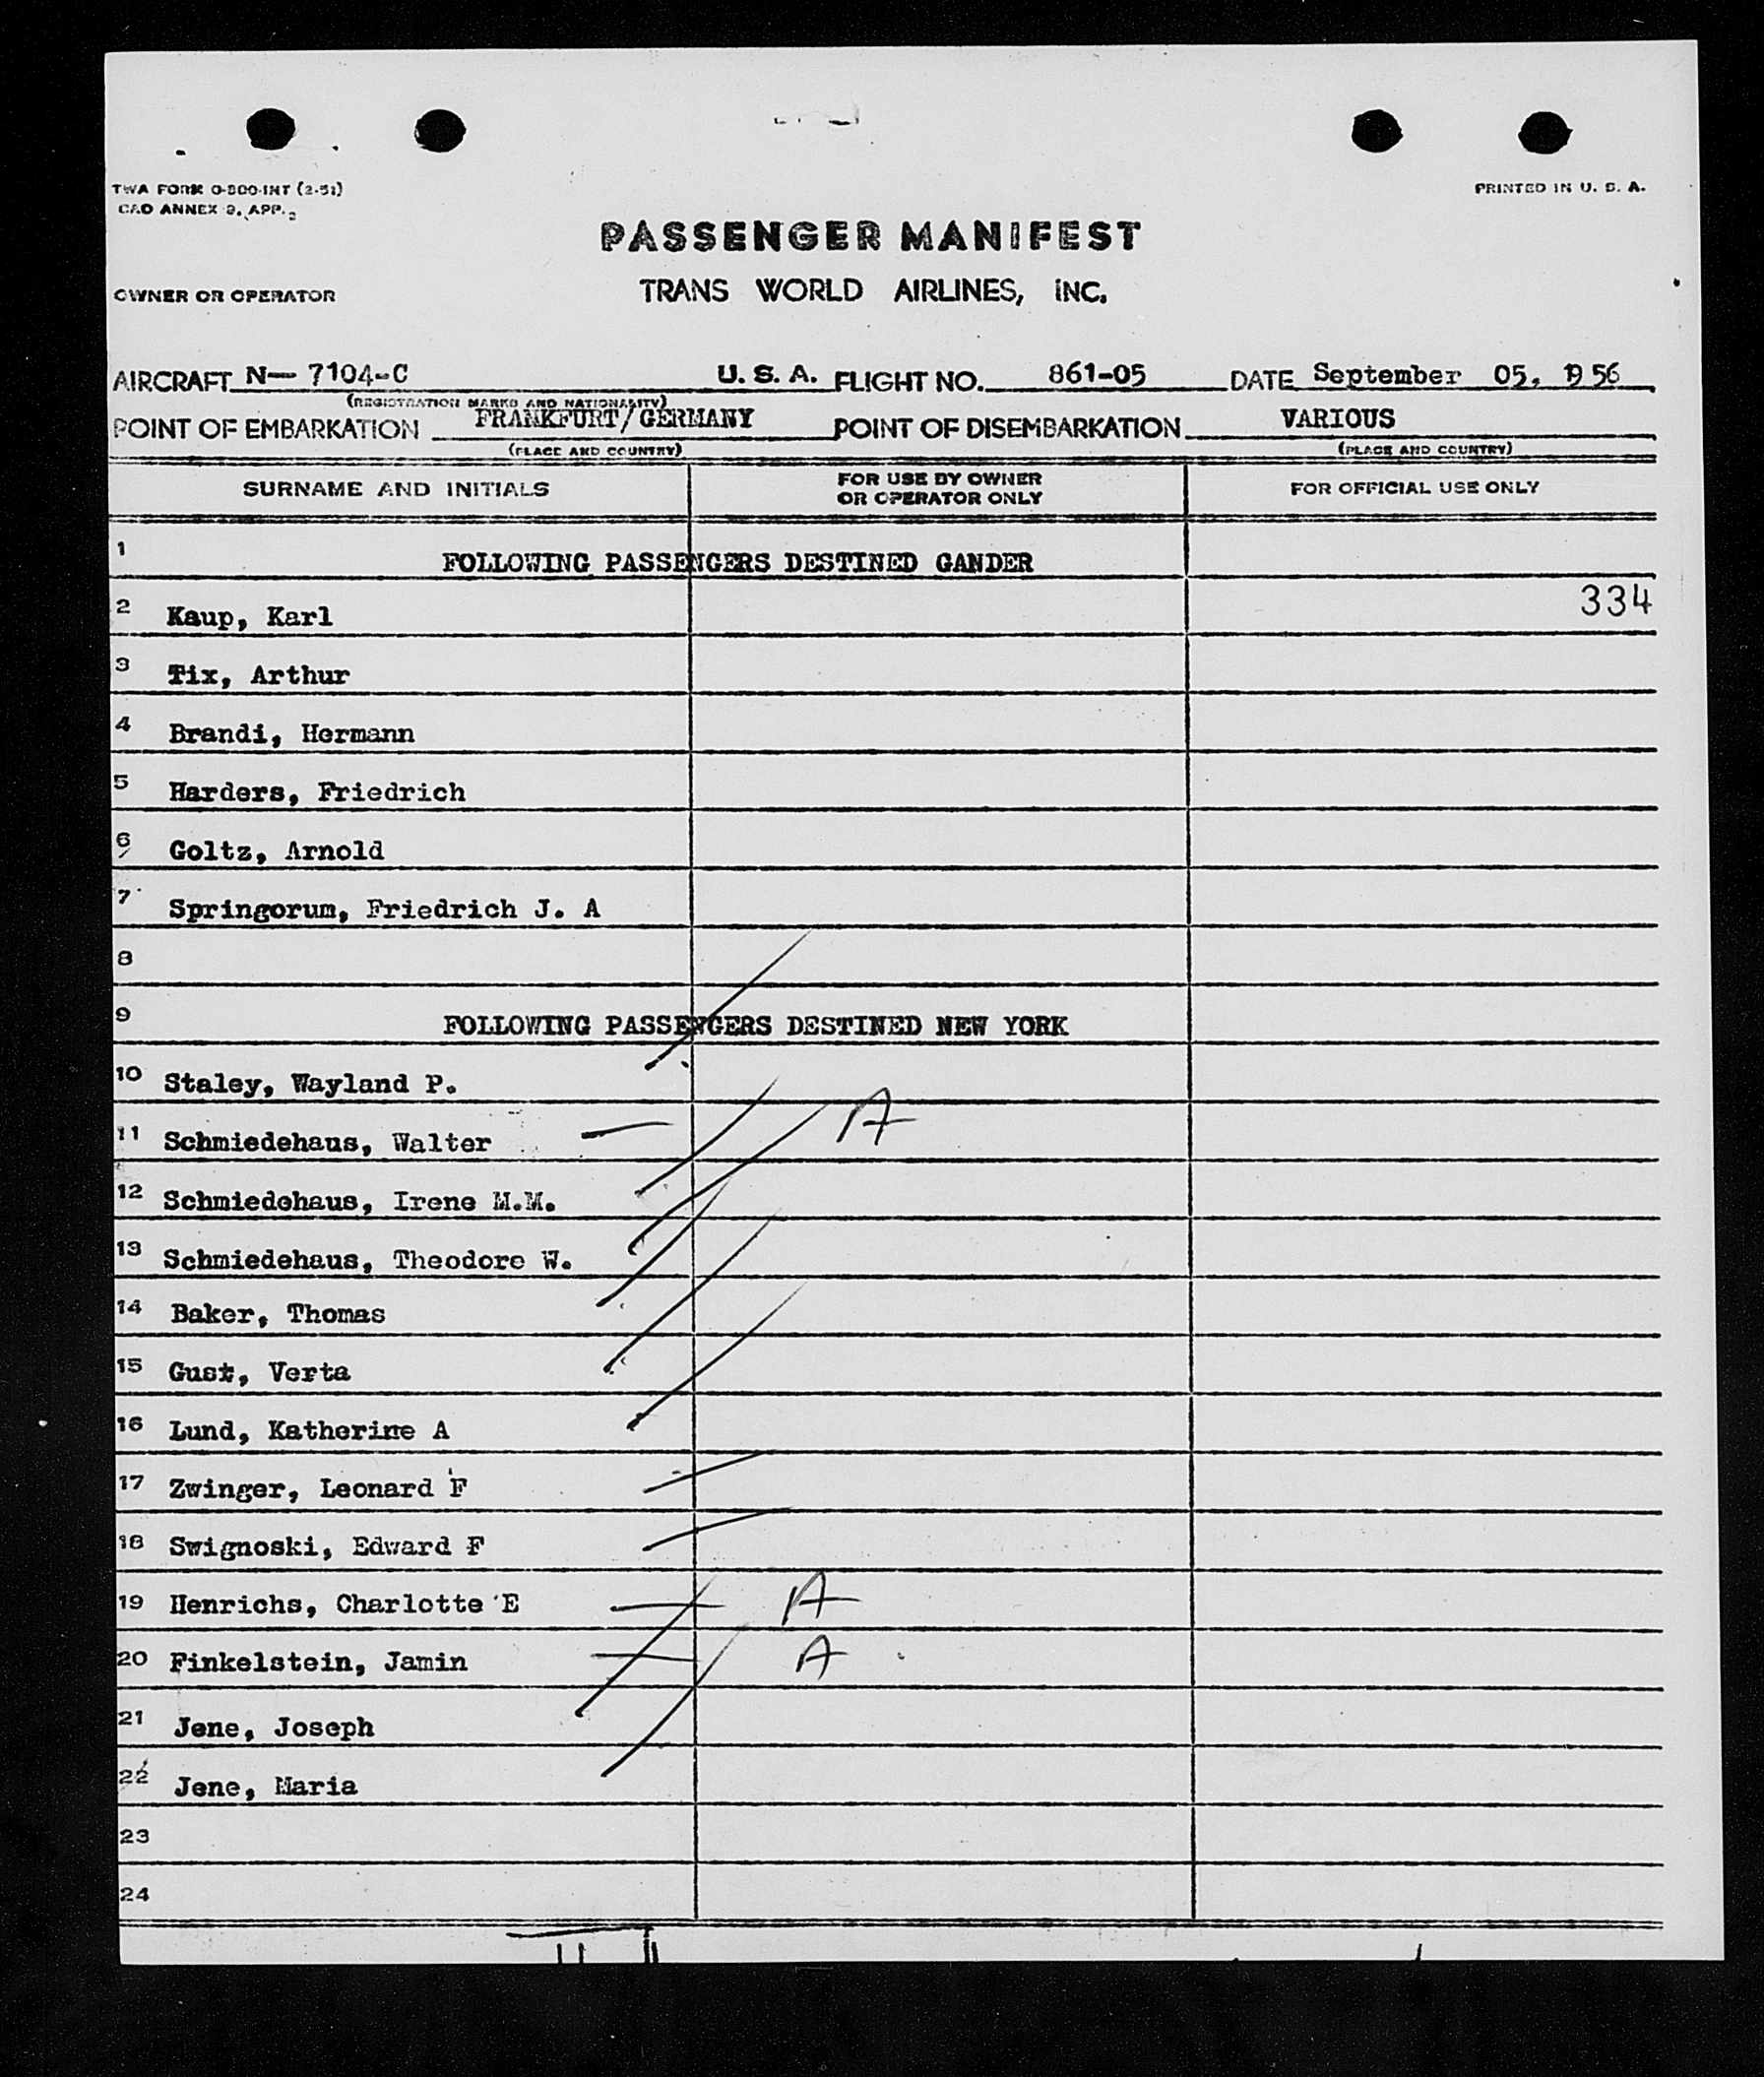 TWA FORM O-800-INT (2-51)
CAO ANNEX 9, APP. 2
PRINTED IN U. S. A.
PASSENGER MANIFEST
OWNER OR OPERATOR
TRANS WORLD AIRLINES, INC.
AIRCRAFT N— 7104-C U. S. A. FLIGHT NO. 861-05 DATE September 05, 1956
(REGISTRATION MARKS AND NATIONALITY)
POINT OF EMBARKATION FRANKFURT/GERMANY POINT OF DISEMBARKATION VARIOUS
(PLACE AND COUNTRY) (PLACE AND COUNTRY)
SURNAME AND INITIALS FOR USE BY OWNER OR OPERATOR ONLY FOR OFFICIAL USE ONLY
1 FOLLOWING PASSENGERS DESTINED GANDER
2 Kaup, Karl 334
3 Tix, Arthur
4 Brandi, Hermann
5 Harders, Friedrich
6 Goltz, Arnold
7 Springorum, Friedrich J. A
8
9 FOLLOWING PASSENGERS DESTINED NEW YORK
10 Staley, Wayland P.
11 Schmiedehaus, Walter A
12 Schmiedehaus, Irene M.M.
13 Schmiedehaus, Theodore W.
14 Baker, Thomas
15 Gust, Verta
16 Lund, Katherine A
17 Zwinger, Leonard F
18 Swignoski, Edward F
19 Henrichs, Charlotte E A
20 Finkelstein, Jamin A
21 Jene, Joseph
22 Jene, Maria
23
24